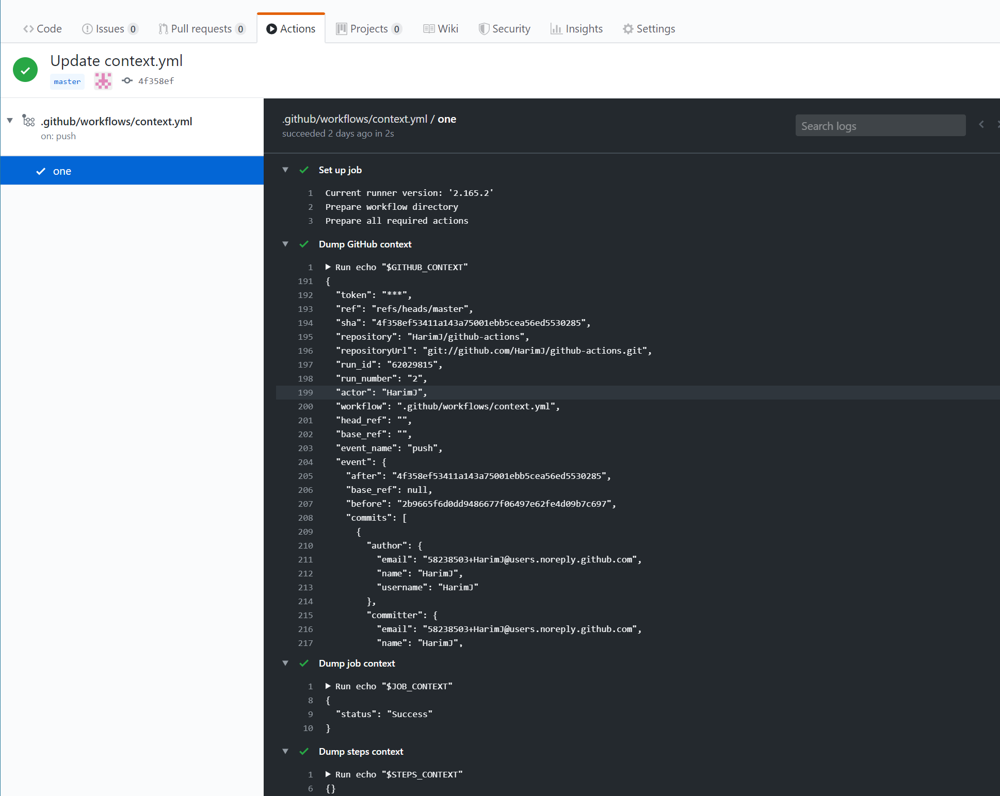 Code Issues 0 Pull requests 0 Actions Projects 0 Wiki Security Insights Settings
Update context.yml
master 4f358ef
.github/workflows/context.yml
on: push
one
.github/workflows/context.yml / one
succeeded 2 days ago in 2s
Search logs
Set up job
1 Current runner version: '2.165.2'
2 Prepare workflow directory
3 Prepare all required actions
Dump GitHub context
1 Run echo "$GITHUB_CONTEXT"
191 {
192 "token": "***",
193 "ref": "refs/heads/master",
194 "sha": "4f358ef53411a143a75001ebb5cea56ed5530285",
195 "repository": "HarimJ/github-actions",
196 "repositoryUrl": "git://github.com/HarimJ/github-actions.git",
197 "run_id": "62029815",
198 "run_number": "2",
199 "actor": "HarimJ",
200 "workflow": ".github/workflows/context.yml",
201 "head_ref": "",
202 "base_ref": "",
203 "event_name": "push",
204 "event": {
205 "after": "4f358ef53411a143a75001ebb5cea56ed5530285",
206 "base_ref": null,
207 "before": "2b9665f6d0dd9486677f06497e62fe4d09b7c697",
208 "commits": [
209 {
210 "author": {
211 "email": "58238503+HarimJ@users.noreply.github.com",
212 "name": "HarimJ",
213 "username": "HarimJ"
214 },
215 "committer": {
216 "email": "58238503+HarimJ@users.noreply.github.com",
217 "name": "HarimJ",
Dump job context
1 Run echo "$JOB_CONTEXT"
8 {
9 "status": "Success"
10 }
Dump steps context
1 Run echo "$STEPS_CONTEXT"
6 {}